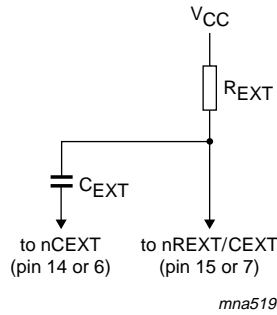 VCC
REXT
CEXT
to nCEXT
(pin 14 or 6)
to nREXT/CEXT
(pin 15 or 7)
mna519